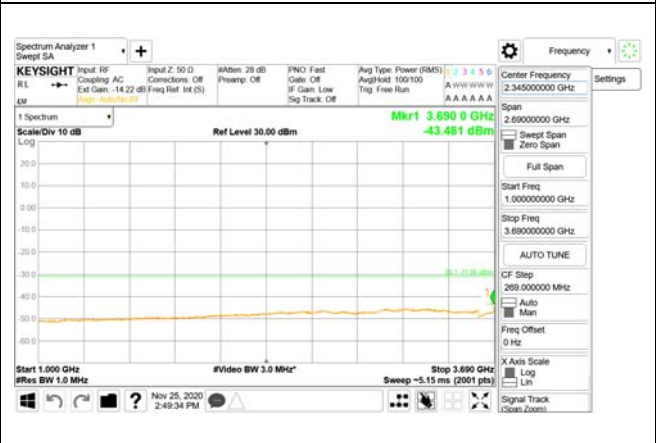 Spectrum Analyzer 1
Swept SA
Frequency
KEYSIGHT
RL
Input: RF
Coupling: AC
Ext Gain: -14.22 dB
Align: Auto/No RF
Input Z: 50 Ω
Corrections: Off
Freq Ref: Int (S)
#Atten: 28 dB
Preamp: Off
PNO: Fast
Gate: Off
IF Gain: Low
Sig Track: Off
Avg Type: Power (RMS)
Avg|Hold: 100/100
Trig: Free Run
1 2 3 4 5 6
A W W W W W
A A A A A A
1 Spectrum
Scale/Div 10 dB
Ref Level 30.00 dBm
Mkr1 3.690 0 GHz
-43.481 dBm
Log
20.0
10.0
0.00
-10.0
-20.0
-30.0
-40.0
-50.0
-60.0
1
Start 1.000 GHz
#Res BW 1.0 MHz
#Video BW 3.0 MHz*
Stop 3.690 GHz
Sweep ~5.15 ms (2001 pts)
Nov 25, 2020
2:49:34 PM
Center Frequency
2.345000000 GHz
Settings
Span
2.69000000 GHz
Swept Span
Zero Span
Full Span
Start Freq
1.000000000 GHz
Stop Freq
3.690000000 GHz
AUTO TUNE
CF Step
269.000000 MHz
Auto
Man
Freq Offset
0 Hz
X Axis Scale
Log
Lin
Signal Track
(Span Zoom)